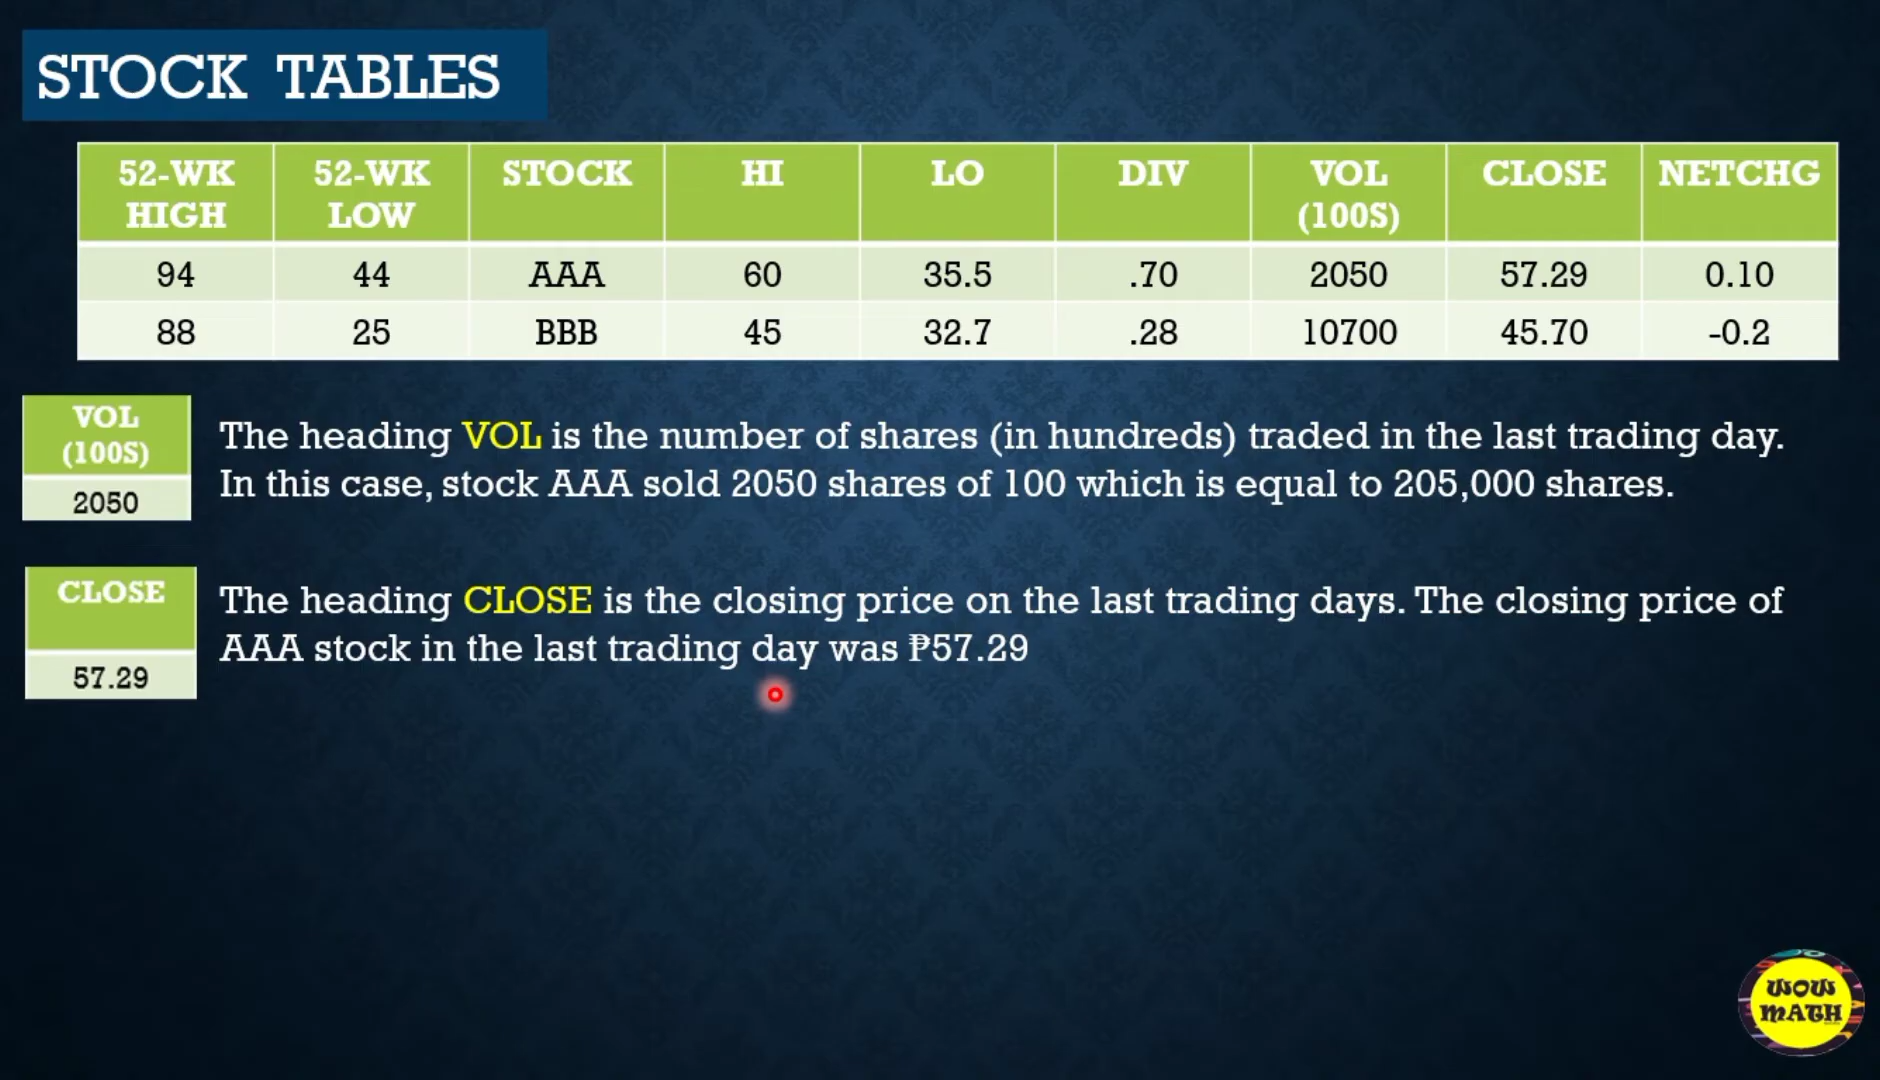 STOCK TABLES
52-WK HIGH 52-WK LOW STOCK HI LO DIV VOL (100S) CLOSE NETCHG
94 44 AAA 60 35.5 .70 2050 57.29 0.10
88 25 BBB 45 32.7 .28 10700 45.70 -0.2
VOL
(100S)
2050
The heading VOL is the number of shares (in hundreds) traded in the last trading day.
In this case, stock AAA sold 2050 shares of 100 which is equal to 205,000 shares.
CLOSE
57.29
The heading CLOSE is the closing price on the last trading days. The closing price of
AAA stock in the last trading day was ₱57.29
WOW
MATH